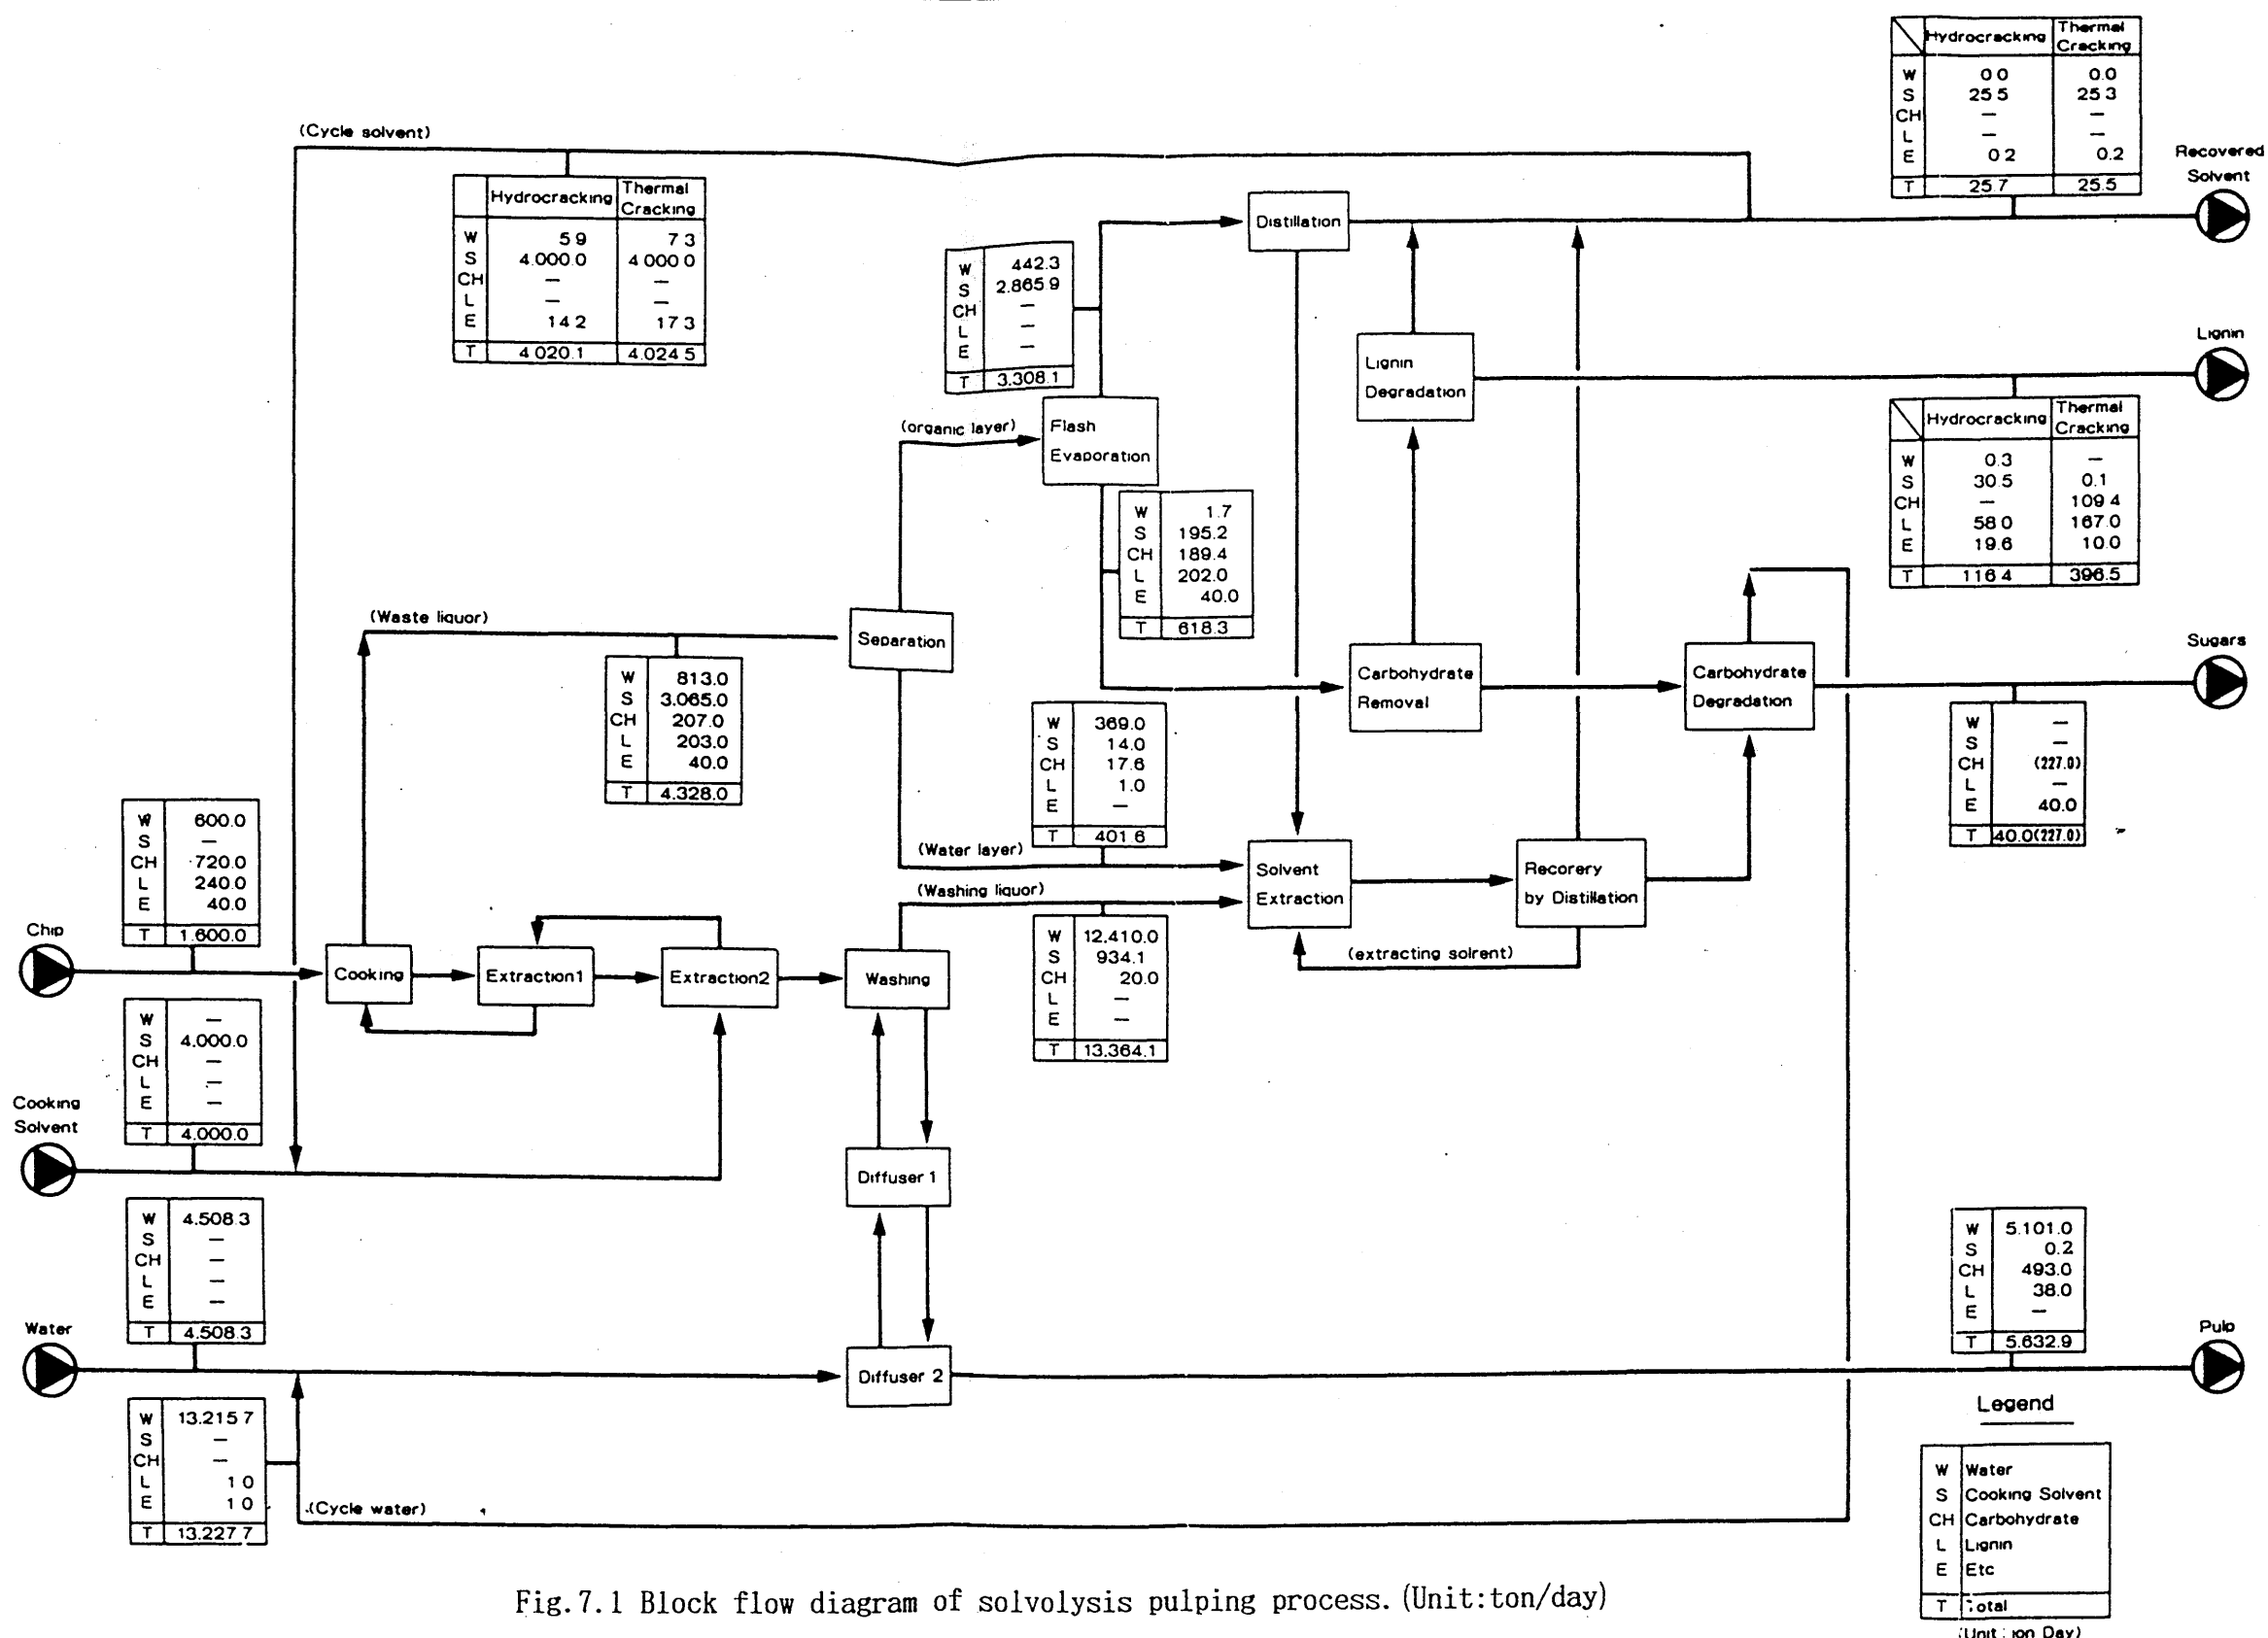 Hydrocracking Thermal Cracking
W 0 0 0.0
S 25 5 25 3
CH — —
L — —
E 0 2 0.2
T 25.7 25.5
Recovered
Solvent
(Cycle solvent)
Hydrocracking Thermal Cracking
W 5 9 7 3
S 4.000.0 4 000 0
CH — —
L — —
E 14 2 17 3
T 4 020.1 4.024 5
Distillation
W 442.3
S 2.865.9
CH —
L —
E —
T 3.308.1
Lignin
Degradation
Lignin
Hydrocracking Thermal Cracking
W 0.3 —
S 30.5 0.1
CH — 109 4
L 58 0 167.0
E 19.6 10.0
T 116 4 396.5
(organic layer)
Flash
Evaporation
W 1.7
S 195.2
CH 189.4
L 202.0
E 40.0
T 618.3
(Waste liquor)
Separation
W 813.0
S 3.065.0
CH 207.0
L 203.0
E 40.0
T 4.328.0
Carbohydrate
Removal
Carbohydrate
Degradation
Sugars
W —
S —
CH (227.0)
L —
E 40.0
T 40.0(227.0)
W 369.0
S 14.0
CH 17.6
L 1.0
E —
T 401.6
(Water layer)
(Washing liquor)
Solvent
Extraction
Recorery
by Distillation
(extracting solrent)
W 12.410.0
S 934.1
CH 20.0
L —
E —
T 13.364.1
W 600.0
S —
CH 720.0
L 240.0
E 40.0
T 1.600.0
Chip
Cooking
Extraction1
Extraction2
Washing
W —
S 4.000.0
CH —
L —
E —
T 4.000.0
Cooking
Solvent
Diffuser 1
W 4.508.3
S —
CH —
L —
E —
T 4.508.3
Water
Diffuser 2
W 5.101.0
S 0.2
CH 493.0
L 38.0
E —
T 5.632.9
Pulp
W 13.215 7
S —
CH —
L 1 0
E 1 0
T 13.227 7
(Cycle water)
Legend
W Water
S Cooking Solvent
CH Carbohydrate
L Lignin
E Etc
T Total
(Unit : ton Day)
Fig.7.1 Block flow diagram of solvolysis pulping process.(Unit:ton/day)